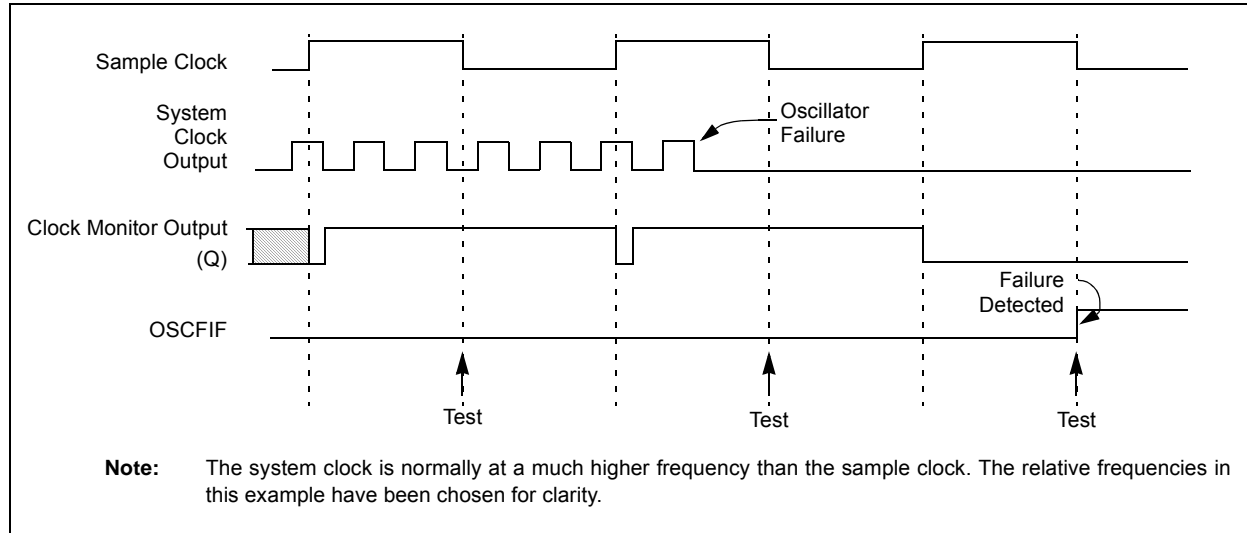 Sample Clock
System
Clock
Output
Oscillator
Failure
Clock Monitor Output
(Q)
Failure
Detected
OSCFIF
Test
Test
Test
Note: The system clock is normally at a much higher frequency than the sample clock. The relative frequencies in
this example have been chosen for clarity.